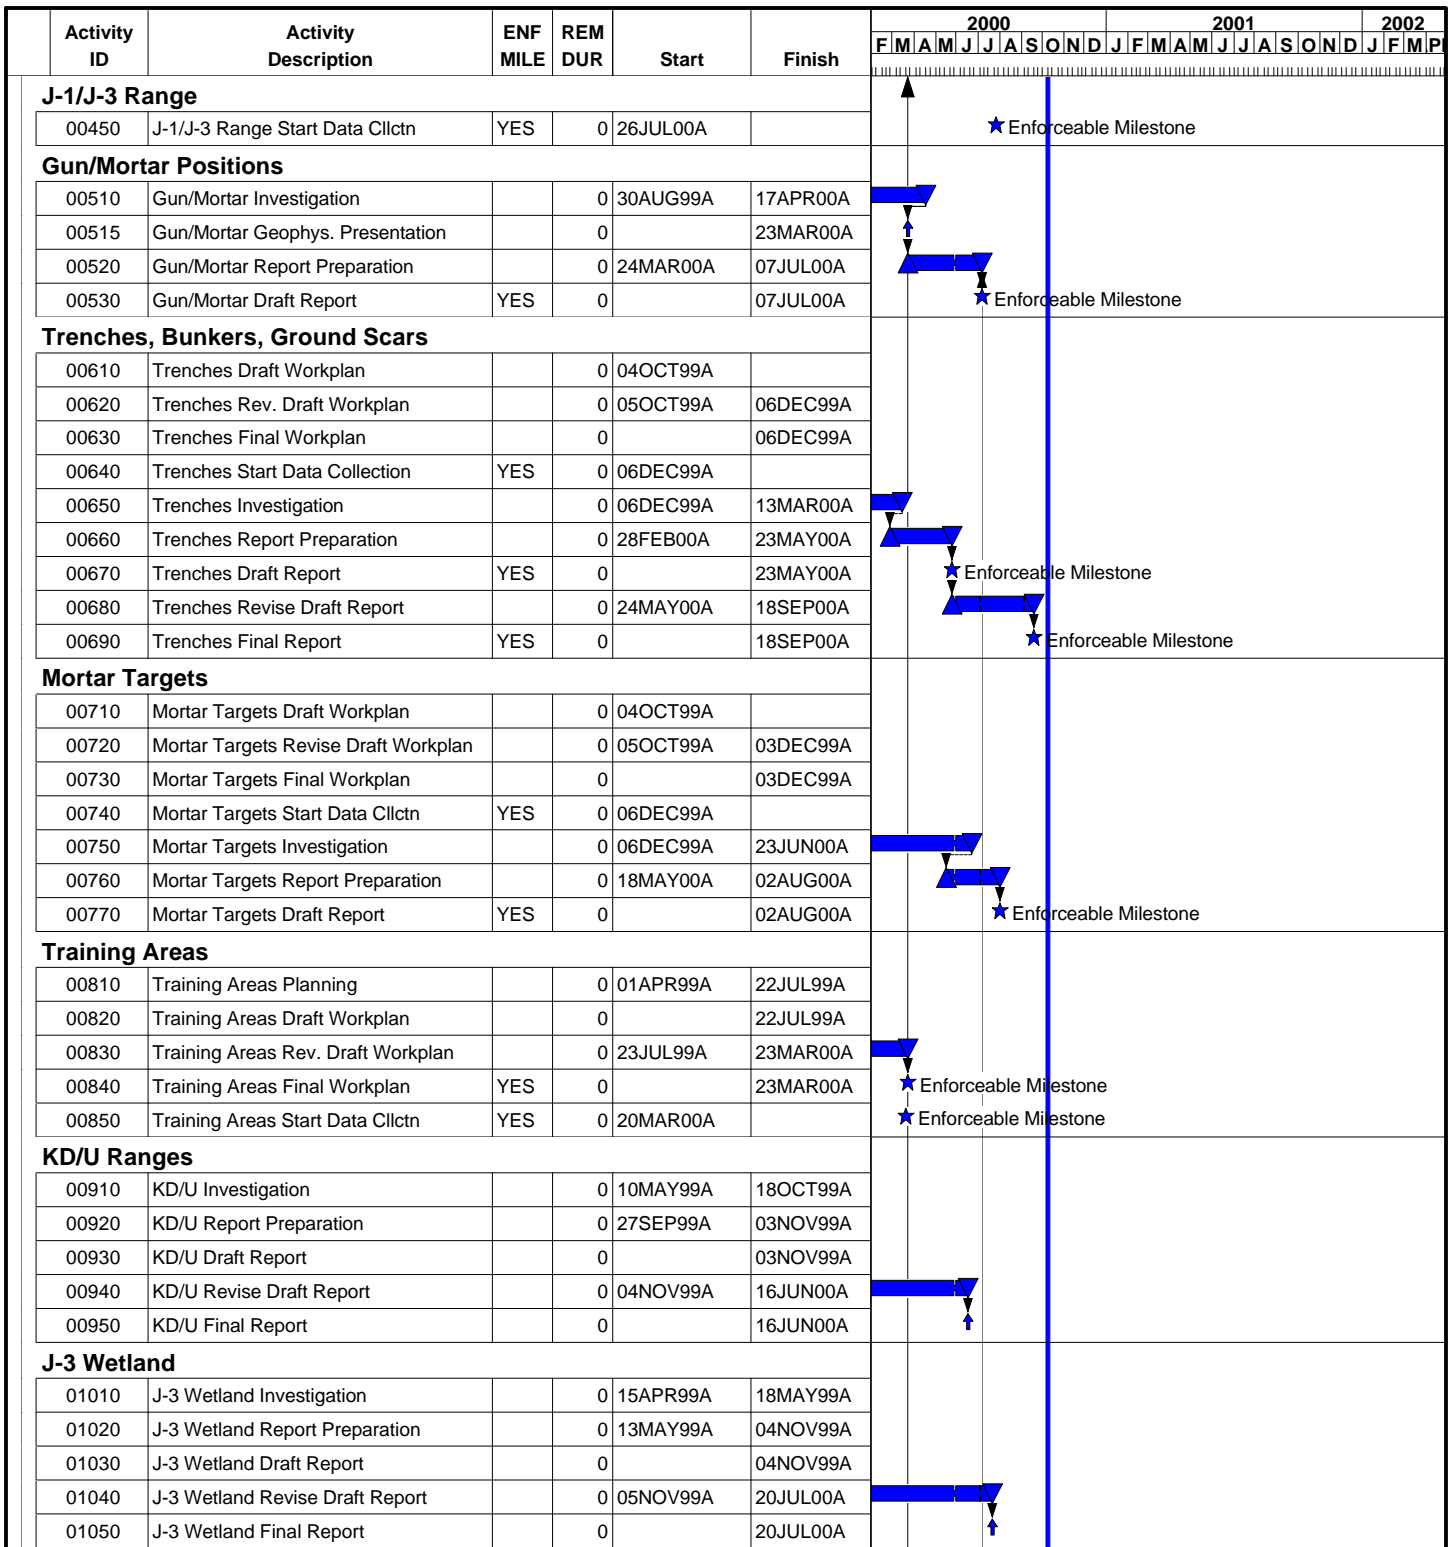 Activity ID Activity Description ENF MILE REM DUR Start Finish 2000 2001 2002
F M A M J J A S O N D J F M A M J J A S O N D J F M
J-1/J-3 Range
00450 J-1/J-3 Range Start Data Cllctn YES 0 26JUL00A Enforceable Milestone
Gun/Mortar Positions
00510 Gun/Mortar Investigation 0 30AUG99A 17APR00A
00515 Gun/Mortar Geophys. Presentation 0 23MAR00A
00520 Gun/Mortar Report Preparation 0 24MAR00A 07JUL00A
00530 Gun/Mortar Draft Report YES 0 07JUL00A Enforceable Milestone
Trenches, Bunkers, Ground Scars
00610 Trenches Draft Workplan 0 04OCT99A
00620 Trenches Rev. Draft Workplan 0 05OCT99A 06DEC99A
00630 Trenches Final Workplan 0 06DEC99A
00640 Trenches Start Data Collection YES 0 06DEC99A
00650 Trenches Investigation 0 06DEC99A 13MAR00A
00660 Trenches Report Preparation 0 28FEB00A 23MAY00A
00670 Trenches Draft Report YES 0 23MAY00A Enforceable Milestone
00680 Trenches Revise Draft Report 0 24MAY00A 18SEP00A
00690 Trenches Final Report YES 0 18SEP00A Enforceable Milestone
Mortar Targets
00710 Mortar Targets Draft Workplan 0 04OCT99A
00720 Mortar Targets Revise Draft Workplan 0 05OCT99A 03DEC99A
00730 Mortar Targets Final Workplan 0 03DEC99A
00740 Mortar Targets Start Data Cllctn YES 0 06DEC99A
00750 Mortar Targets Investigation 0 06DEC99A 23JUN00A
00760 Mortar Targets Report Preparation 0 18MAY00A 02AUG00A
00770 Mortar Targets Draft Report YES 0 02AUG00A Enforceable Milestone
Training Areas
00810 Training Areas Planning 0 01APR99A 22JUL99A
00820 Training Areas Draft Workplan 0 22JUL99A
00830 Training Areas Rev. Draft Workplan 0 23JUL99A 23MAR00A
00840 Training Areas Final Workplan YES 0 23MAR00A Enforceable Milestone
00850 Training Areas Start Data Cllctn YES 0 20MAR00A Enforceable Milestone
KD/U Ranges
00910 KD/U Investigation 0 10MAY99A 18OCT99A
00920 KD/U Report Preparation 0 27SEP99A 03NOV99A
00930 KD/U Draft Report 0 03NOV99A
00940 KD/U Revise Draft Report 0 04NOV99A 16JUN00A
00950 KD/U Final Report 0 16JUN00A
J-3 Wetland
01010 J-3 Wetland Investigation 0 15APR99A 18MAY99A
01020 J-3 Wetland Report Preparation 0 13MAY99A 04NOV99A
01030 J-3 Wetland Draft Report 0 04NOV99A
01040 J-3 Wetland Revise Draft Report 0 05NOV99A 20JUL00A
01050 J-3 Wetland Final Report 0 20JUL00A